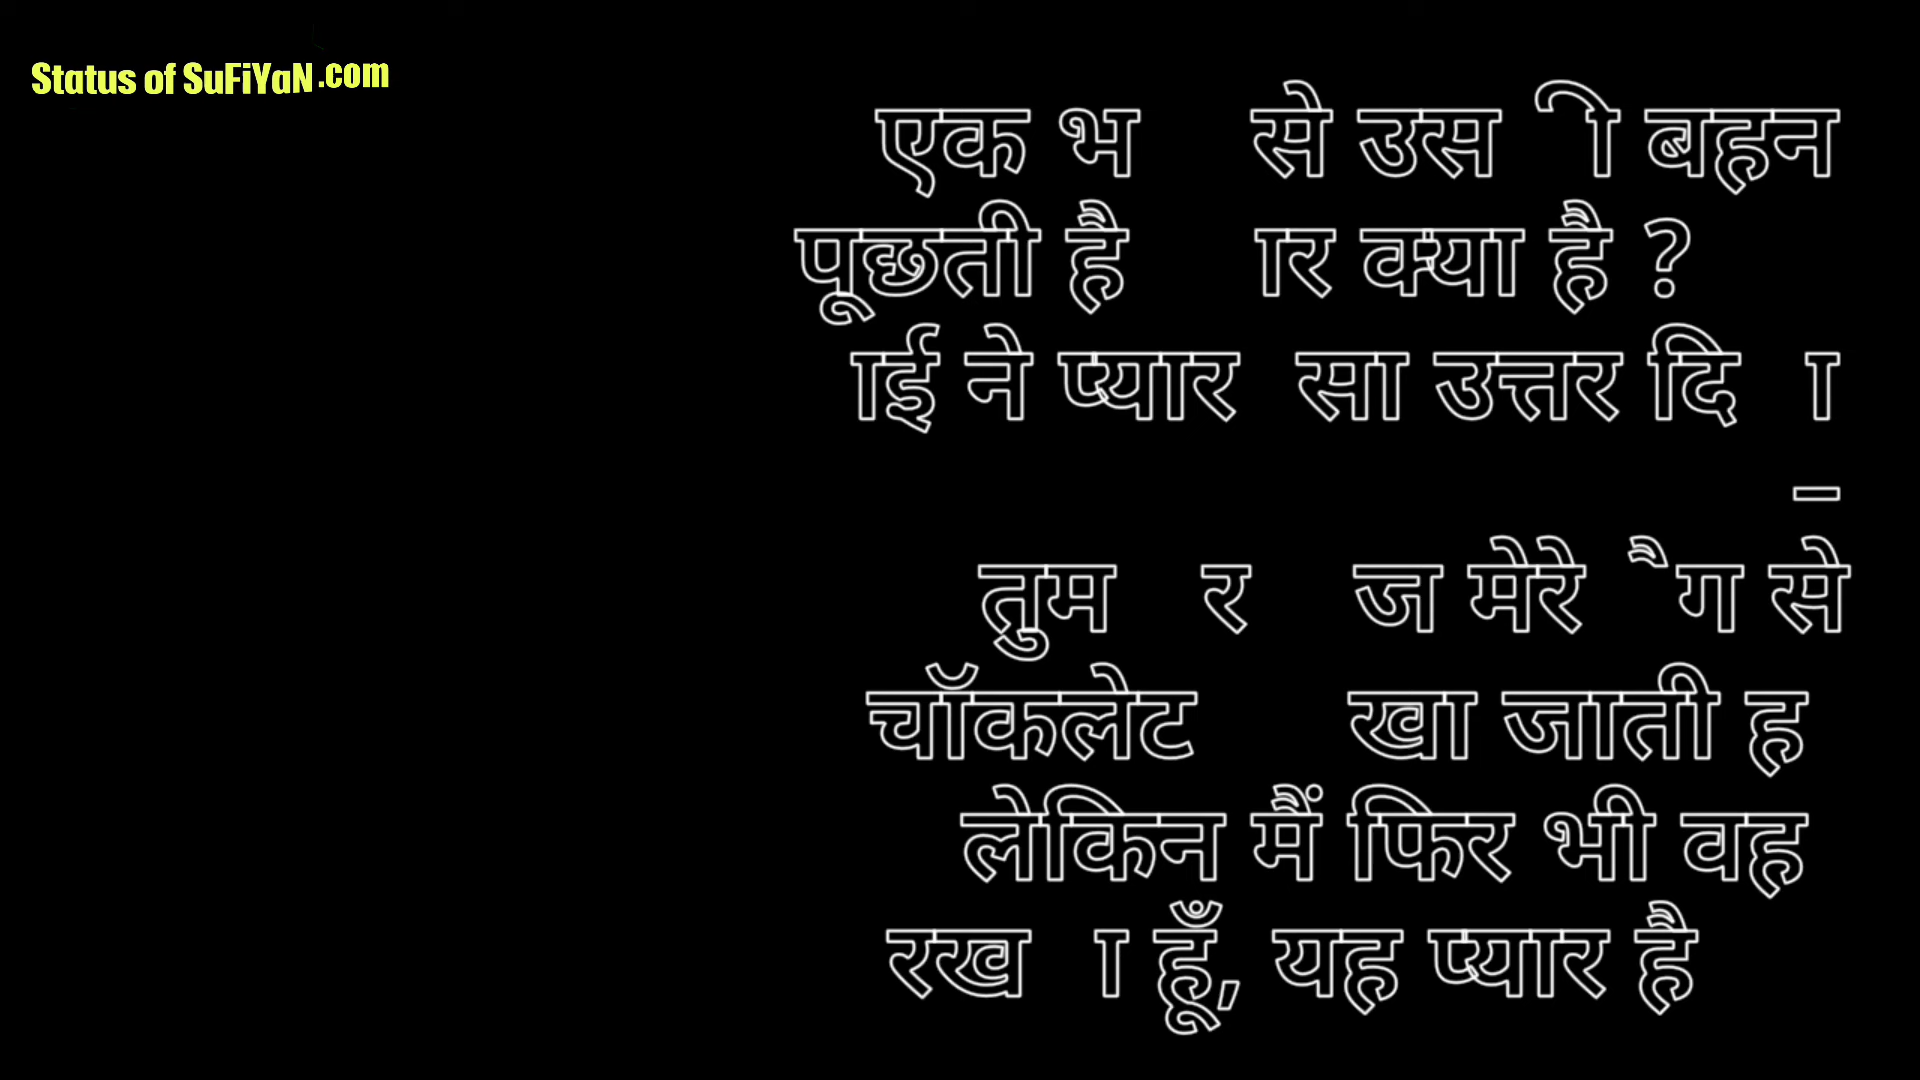 Status of SuFiYaN.com
एक भ से उस ी बहन
पूछती है ार क्या है ?
ाई ने प्यार सा उत्तर दि ा
–
तुम र ज मेरे ै ग से
चॉकलेट खा जाती ह
लेकिन मैं फिर भी वह
रख ा हूँ, यह प्यार है